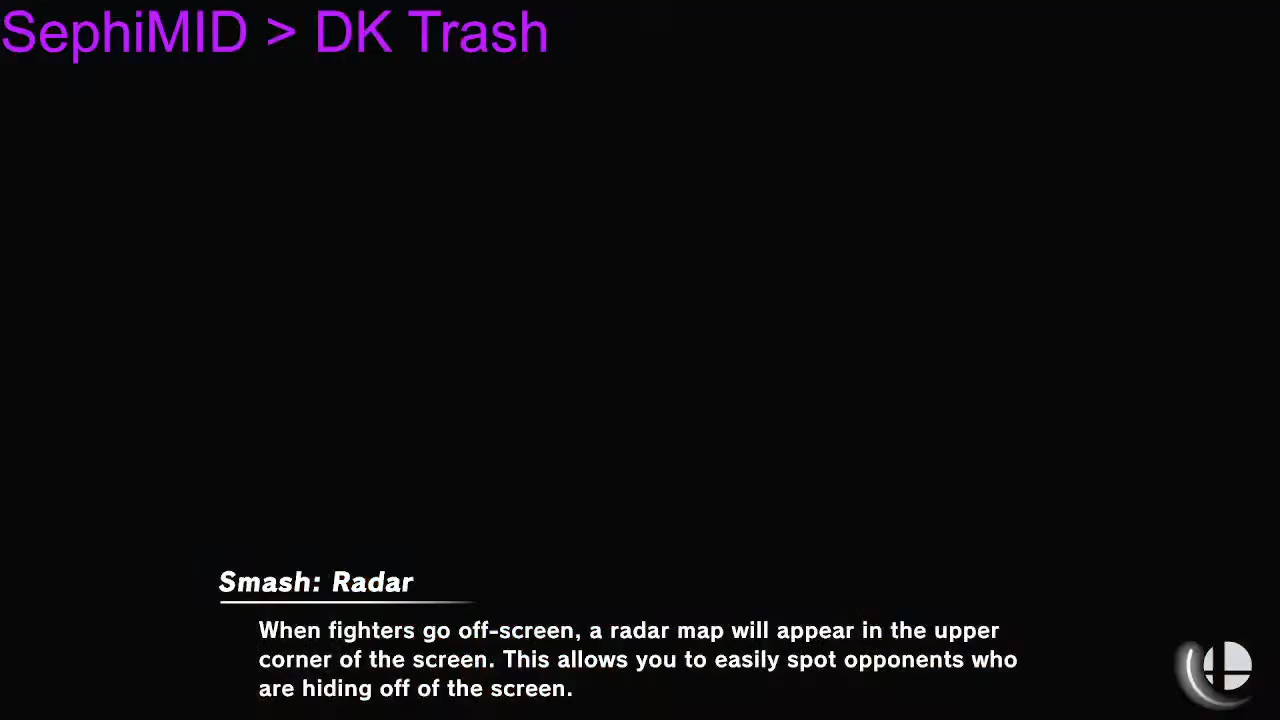 SephiMID > DK Trash
Smash: Radar
When fighters go off-screen, a radar map will appear in the upper
corner of the screen. This allows you to easily spot opponents who
are hiding off of the screen.